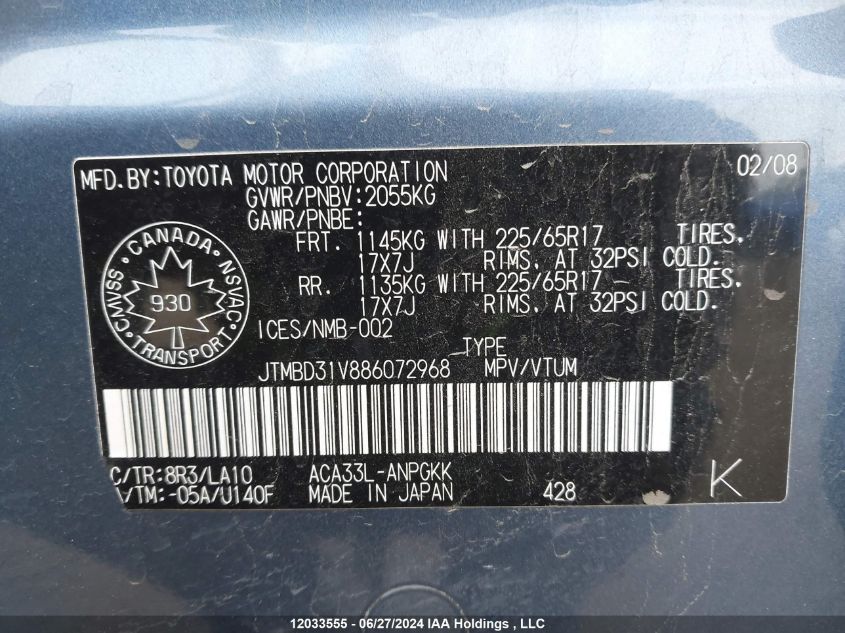 MFD.BY:TOYOTA MOTOR CORPORATION 02/08
GVWR/PNBV:2055KG
GAWR/PNBE:
FRT. 1145KG WITH 225/65R17 TIRES,
17X7J RIMS, AT 32PSI COLD.
RR. 1135KG WITH 225/65R17 TIRES,
17X7J RIMS, AT 32PSI COLD.
CANADA
CMVSS 930 NSVAC
TRANSPORT
ICES/NMB-002
TYPE
JTMBD31V886072968 MPV/VTUM
C/TR:8R3/LA10 ACA33L-ANPGKK
/TM:-05A/U140F MADE IN JAPAN 428 K
12033555 - 06/27/2024 IAA Holdings , LLC